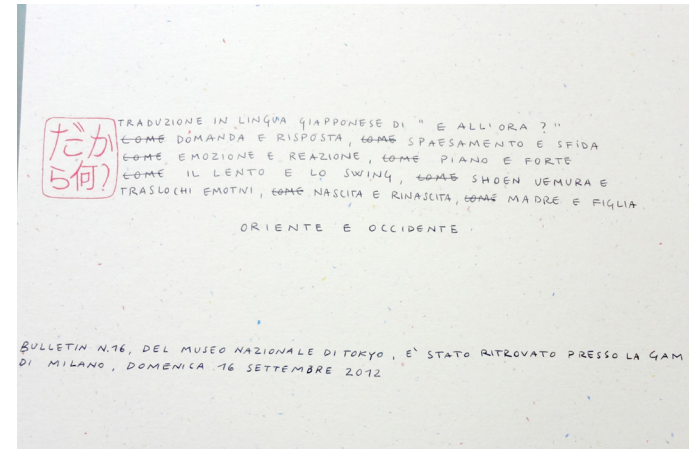 だから何?
TRADUZIONE IN LINGUA GIAPPONESE DI " E ALL'ORA ? "
COME DOMANDA E RISPOSTA, COME SPAESAMENTO E SFIDA
COME EMOZIONE E REAZIONE, COME PIANO E FORTE
COME IL LENTO E LO SWING, COME SHOEN UEMURA E
TRASLOCHI EMOTIVI, COME NASCITA E RINASCITA, COME MADRE E FIGLIA
ORIENTE E OCCIDENTE
BULLETIN N.16, DEL MUSEO NAZIONALE DI TOKYO, E' STATO RITROVATO PRESSO LA GAM
DI MILANO, DOMENICA 16 SETTEMBRE 2012